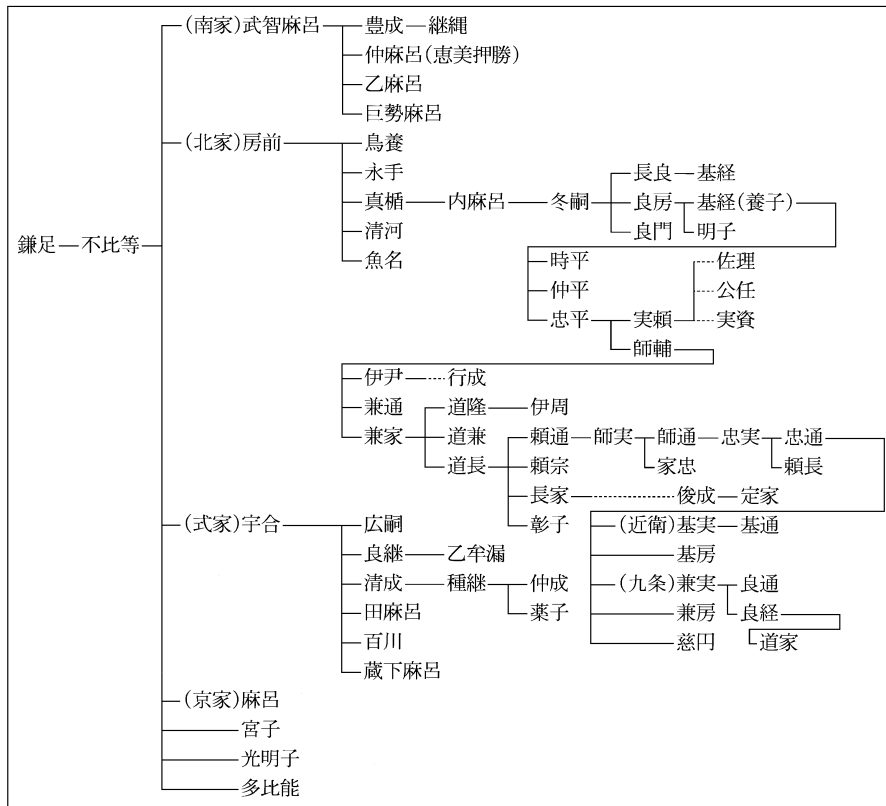 (南家)武智麻呂 豊成 継縄
仲麻呂(恵美押勝)
乙麻呂
巨勢麻呂
(北家)房前 鳥養
永手 長良 基経
真楯 内麻呂 冬嗣 良房 基経(養子)
清河 良門 明子
鎌足 不比等
魚名 時平 佐理
仲平 公任
忠平 実頼 実資
師輔
伊尹 行成
兼通 道隆 伊周
兼家 道兼 頼通 師実 師通 忠実 忠通
道長 頼宗 家忠 頼長
長家 俊成 定家
(式家)宇合 広嗣 彰子 (近衛)基実 基通
良継 乙牟漏 基房
清成 種継 仲成 (九条)兼実 良通
田麻呂 薬子 兼房 良経
百川 慈円 道家
蔵下麻呂
(京家)麻呂
宮子
光明子
多比能